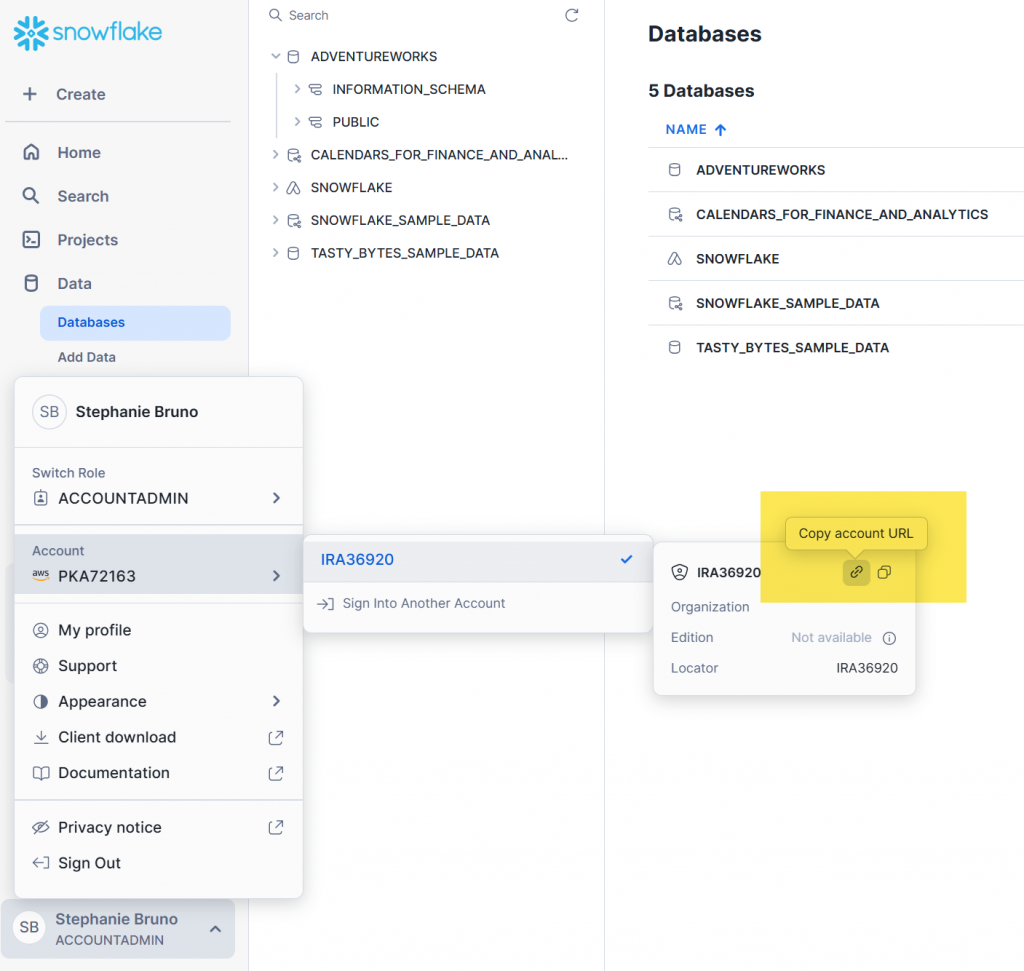 snowflake
Create
Home
Search
Projects
Data
Databases
Add Data
Search
ADVENTUREWORKS
INFORMATION_SCHEMA
PUBLIC
CALENDARS_FOR_FINANCE_AND_ANAL...
SNOWFLAKE
SNOWFLAKE_SAMPLE_DATA
TASTY_BYTES_SAMPLE_DATA
Databases
5 Databases
NAME
ADVENTUREWORKS
CALENDARS_FOR_FINANCE_AND_ANALYTICS
SNOWFLAKE
SNOWFLAKE_SAMPLE_DATA
TASTY_BYTES_SAMPLE_DATA
SB Stephanie Bruno
Switch Role
ACCOUNTADMIN
Account
aws PKA72163
My profile
Support
Appearance
Client download
Documentation
Privacy notice
Sign Out
SB Stephanie Bruno
ACCOUNTADMIN
IRA36920
Sign Into Another Account
Copy account URL
IRA36920
Organization
Edition Not available
Locator IRA36920